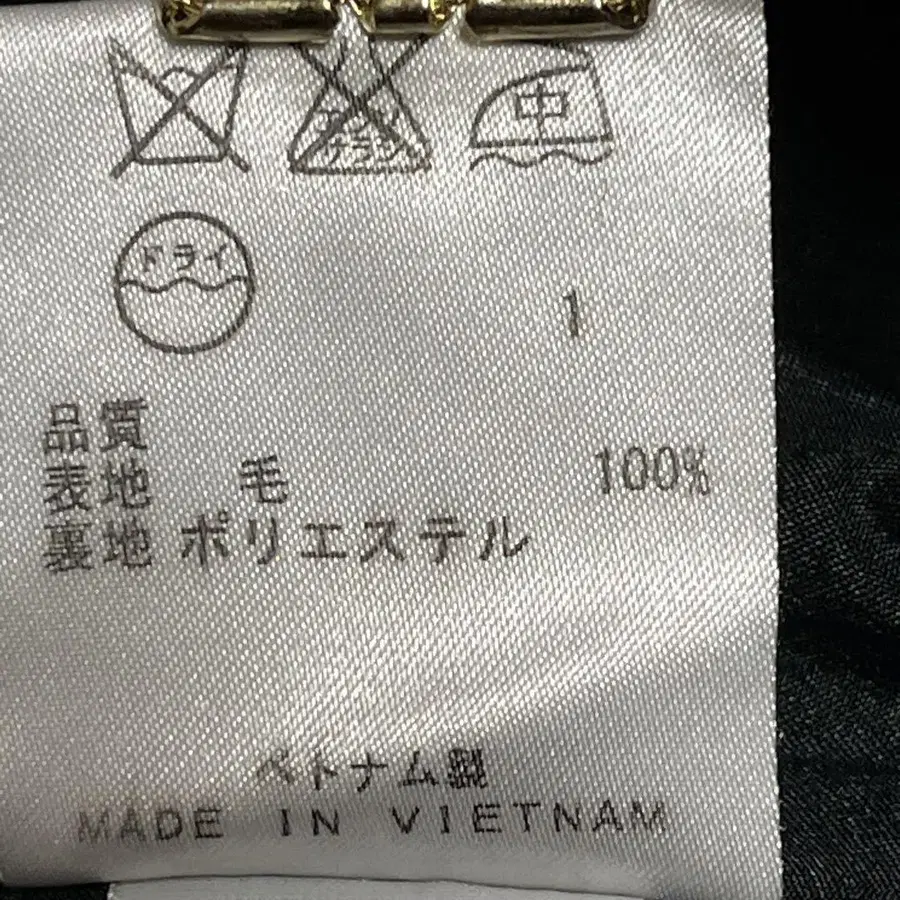 中
ドライ
1
品質
表地 毛 100%
裏地 ポリエステル
ベトナム製
MADE IN VIETNAM